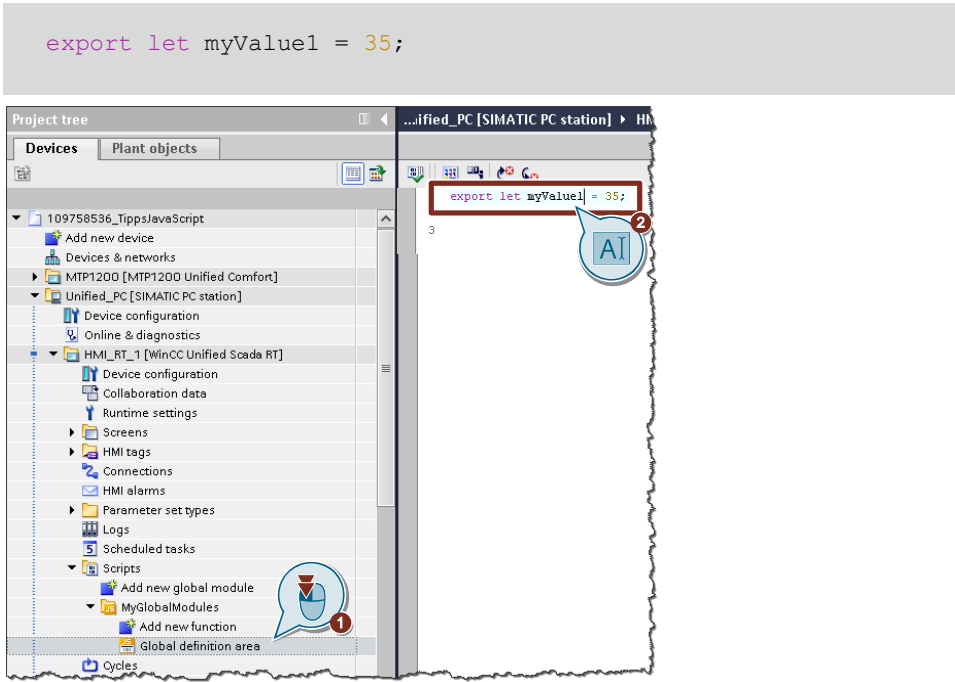 export let myValue1 = 35;
Project tree
...ified_PC [SIMATIC PC station] HM
Devices Plant objects
export let myValue1 = 35;
2
3
A
109758536_TippsJavaScript
Add new device
Devices & networks
MTP1200 [MTP1200 Unified Comfort]
Unified_PC [SIMATIC PC station]
Device configuration
Online & diagnostics
HMI_RT_1 [WinCC Unified Scada RT]
Device configuration
Collaboration data
Runtime settings
Screens
HMI tags
Connections
HMI alarms
Parameter set types
Logs
5 Scheduled tasks
Scripts
Add new global module
JS MyGlobalModules
1
Add new function
Global definition area
Cycles